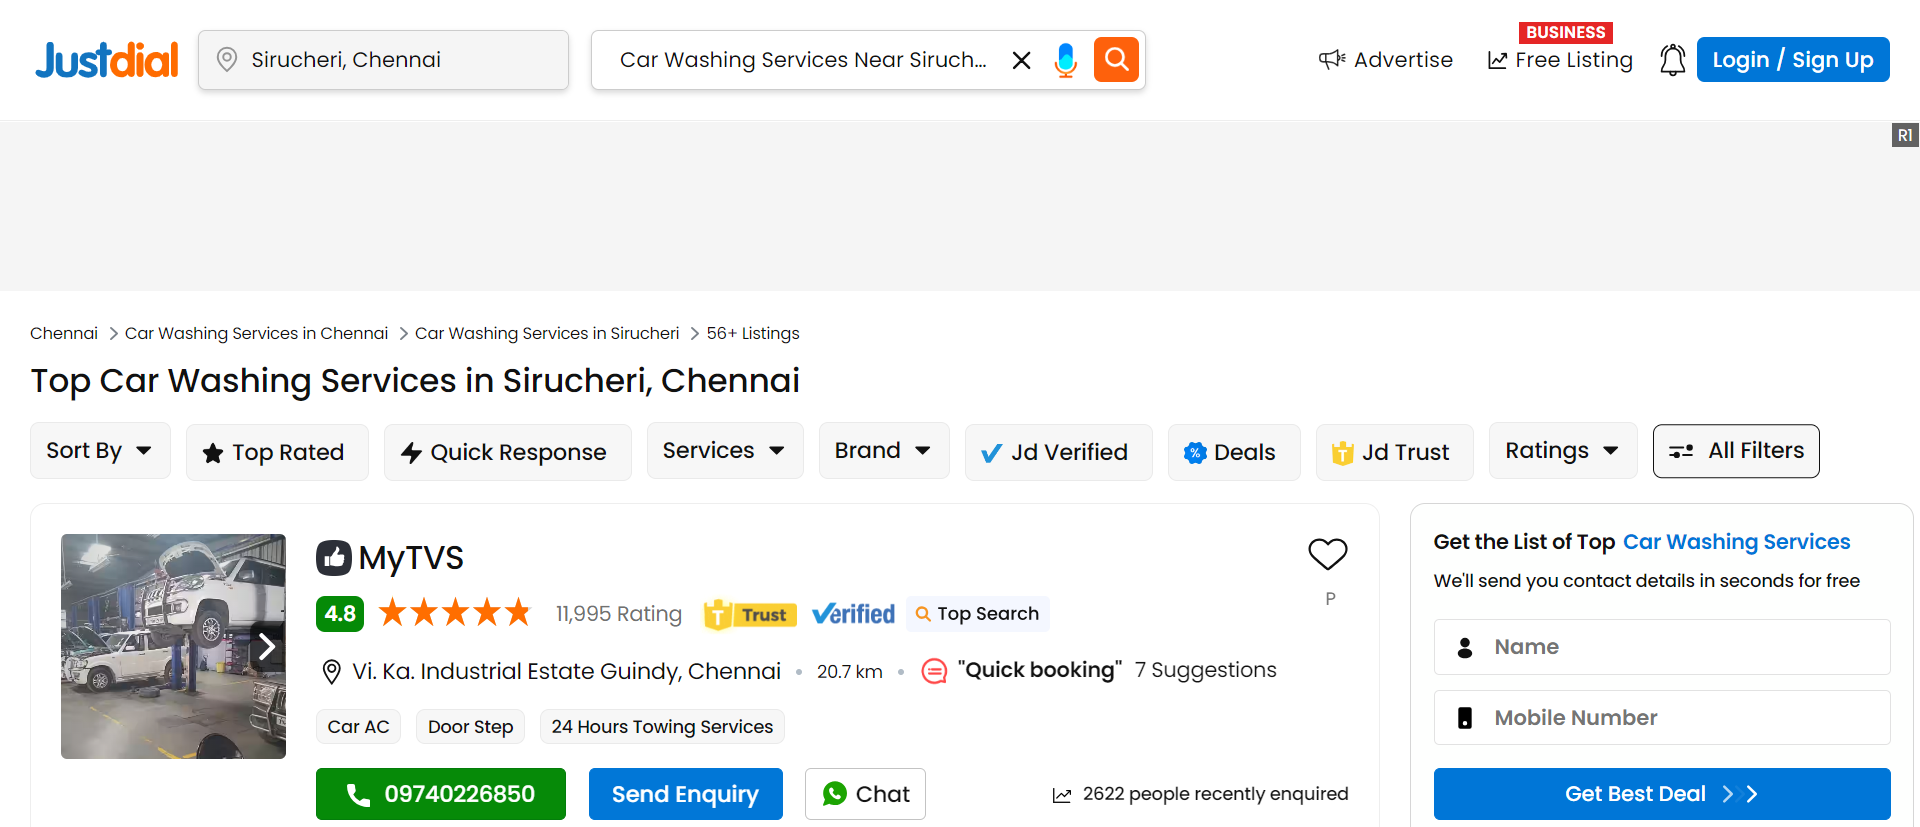 Justdial
Sirucheri, Chennai
Car Washing Services Near Siruch...
Advertise
BUSINESS
Free Listing
Login / Sign Up
R1
Chennai > Car Washing Services in Chennai > Car Washing Services in Sirucheri > 56+ Listings
Top Car Washing Services in Sirucheri, Chennai
Sort By
Top Rated
Quick Response
Services
Brand
Jd Verified
Deals
Jd Trust
Ratings
All Filters
MyTVS
4.8 11,995 Rating Trust Verified Top Search
Vi. Ka. Industrial Estate Guindy, Chennai • 20.7 km • "Quick booking" 7 Suggestions
Car AC Door Step 24 Hours Towing Services
09740226850 Send Enquiry Chat 2622 people recently enquired
P
Get the List of Top Car Washing Services
We'll send you contact details in seconds for free
Name
Mobile Number
Get Best Deal